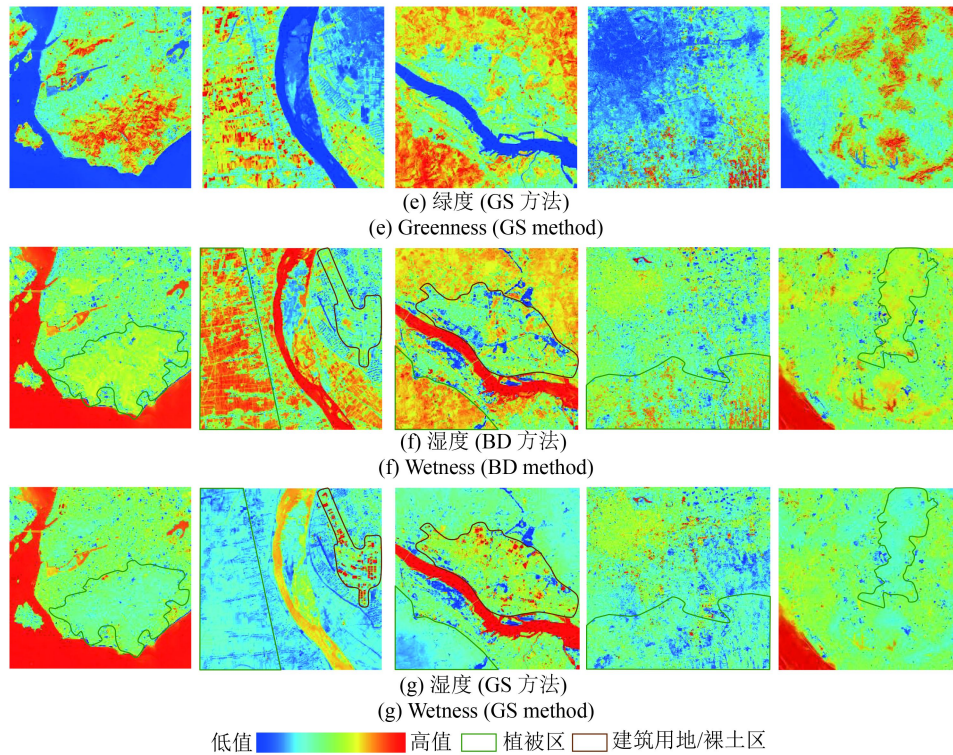 (e) 绿度 (GS 方法)
(e) Greenness (GS method)
(f) 湿度 (BD 方法)
(f) Wetness (BD method)
(g) 湿度 (GS 方法)
(g) Wetness (GS method)
低值 高值 植被区 建筑用地/裸土区